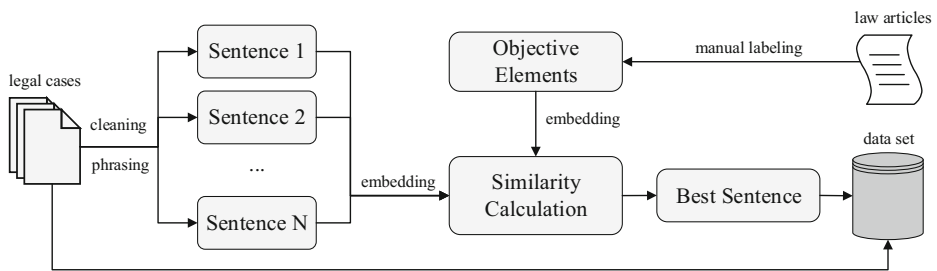 legal cases
cleaning
phrasing
Sentence 1
Sentence 2
...
Sentence N
embedding
Objective
Elements
manual labeling
law articles
embedding
Similarity
Calculation
Best Sentence
data set